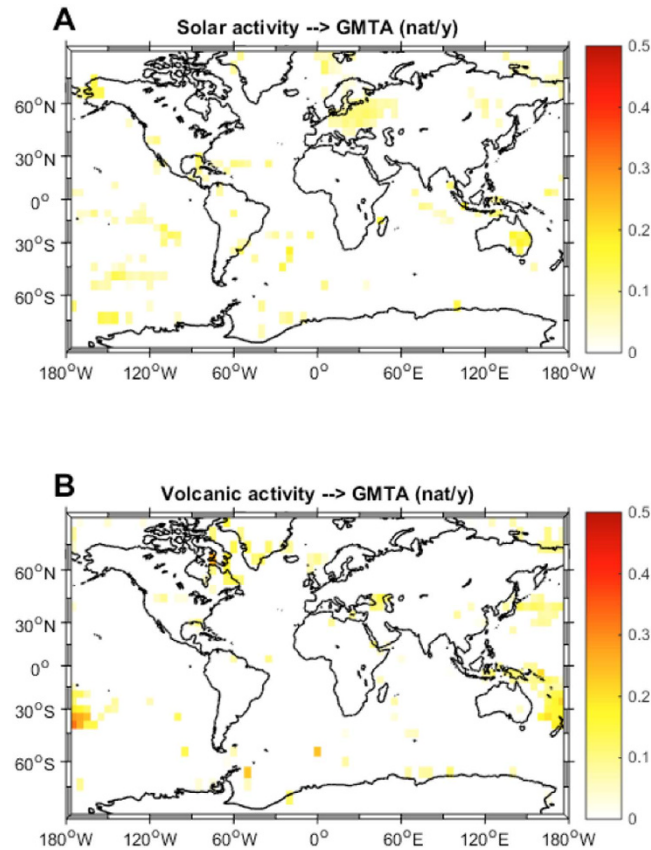 A
Solar activity --> GMTA (nat/y)
60°N
30°N
0°
30°S
60°S
180°W 120°W 60°W 0° 60°E 120°E 180°W
0.5
0.4
0.3
0.2
0.1
0
B
Volcanic activity --> GMTA (nat/y)
60°N
30°N
0°
30°S
60°S
180°W 120°W 60°W 0° 60°E 120°E 180°W
0.5
0.4
0.3
0.2
0.1
0